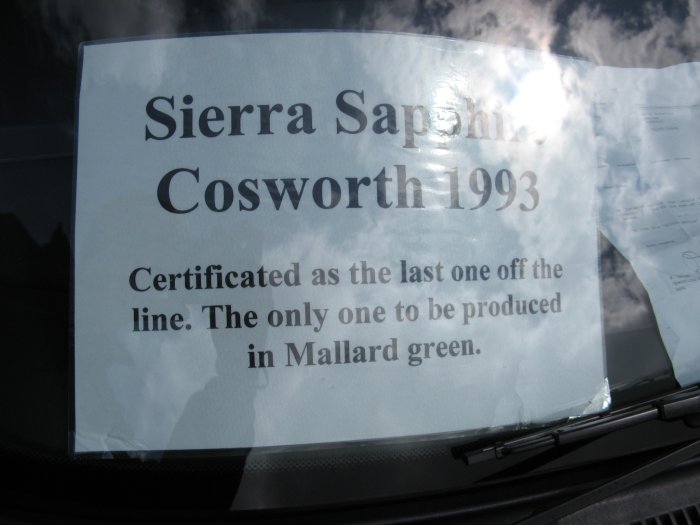 Sierra Sapphire
Cosworth 1993
Certificated as the last one off the
line. The only one to be produced
in Mallard green.